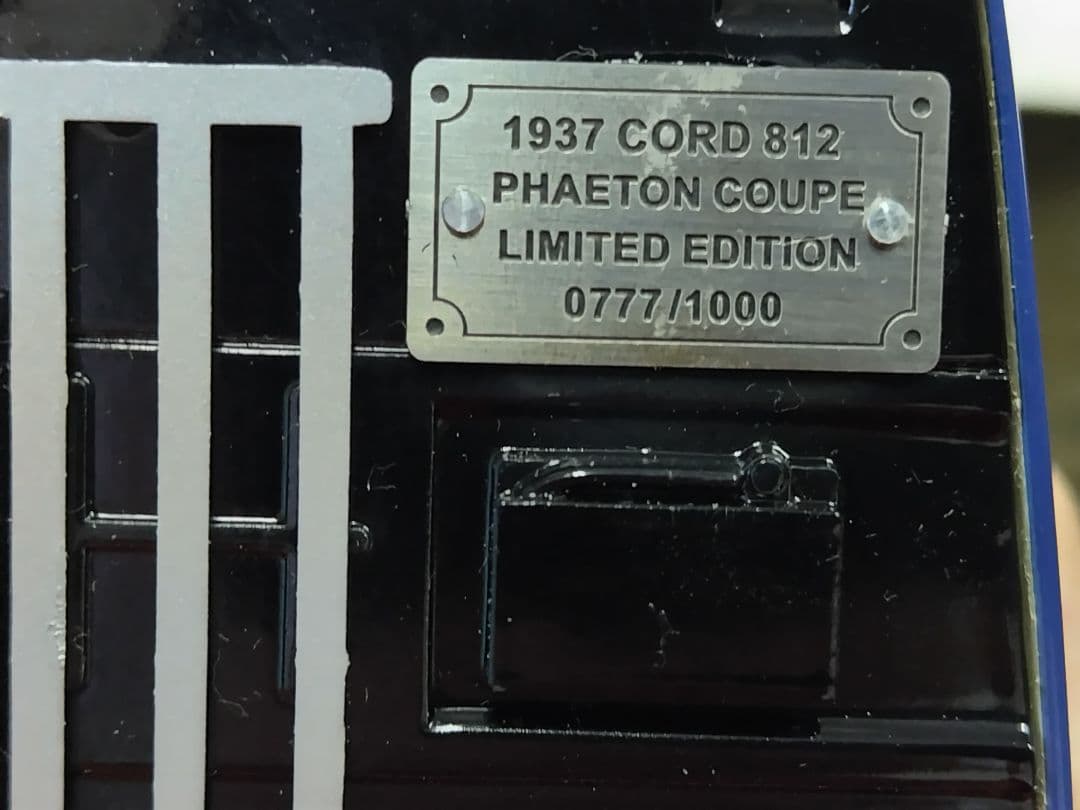 1937 CORD 812
PHAETON COUPE
LIMITED EDITION
0777/1000